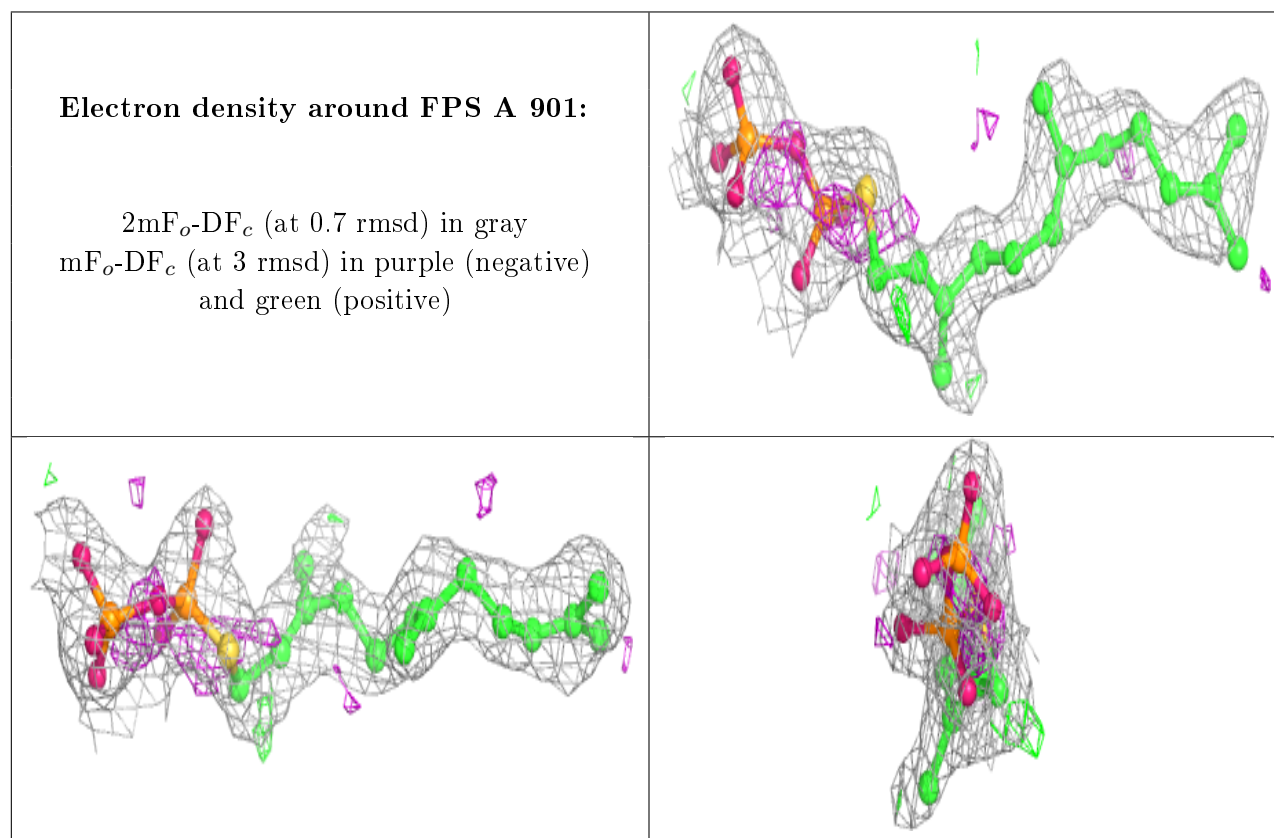 Electron density around FPS A 901:
2mFₒ-DF𝒸 (at 0.7 rmsd) in gray
mFₒ-DF𝒸 (at 3 rmsd) in purple (negative)
and green (positive)